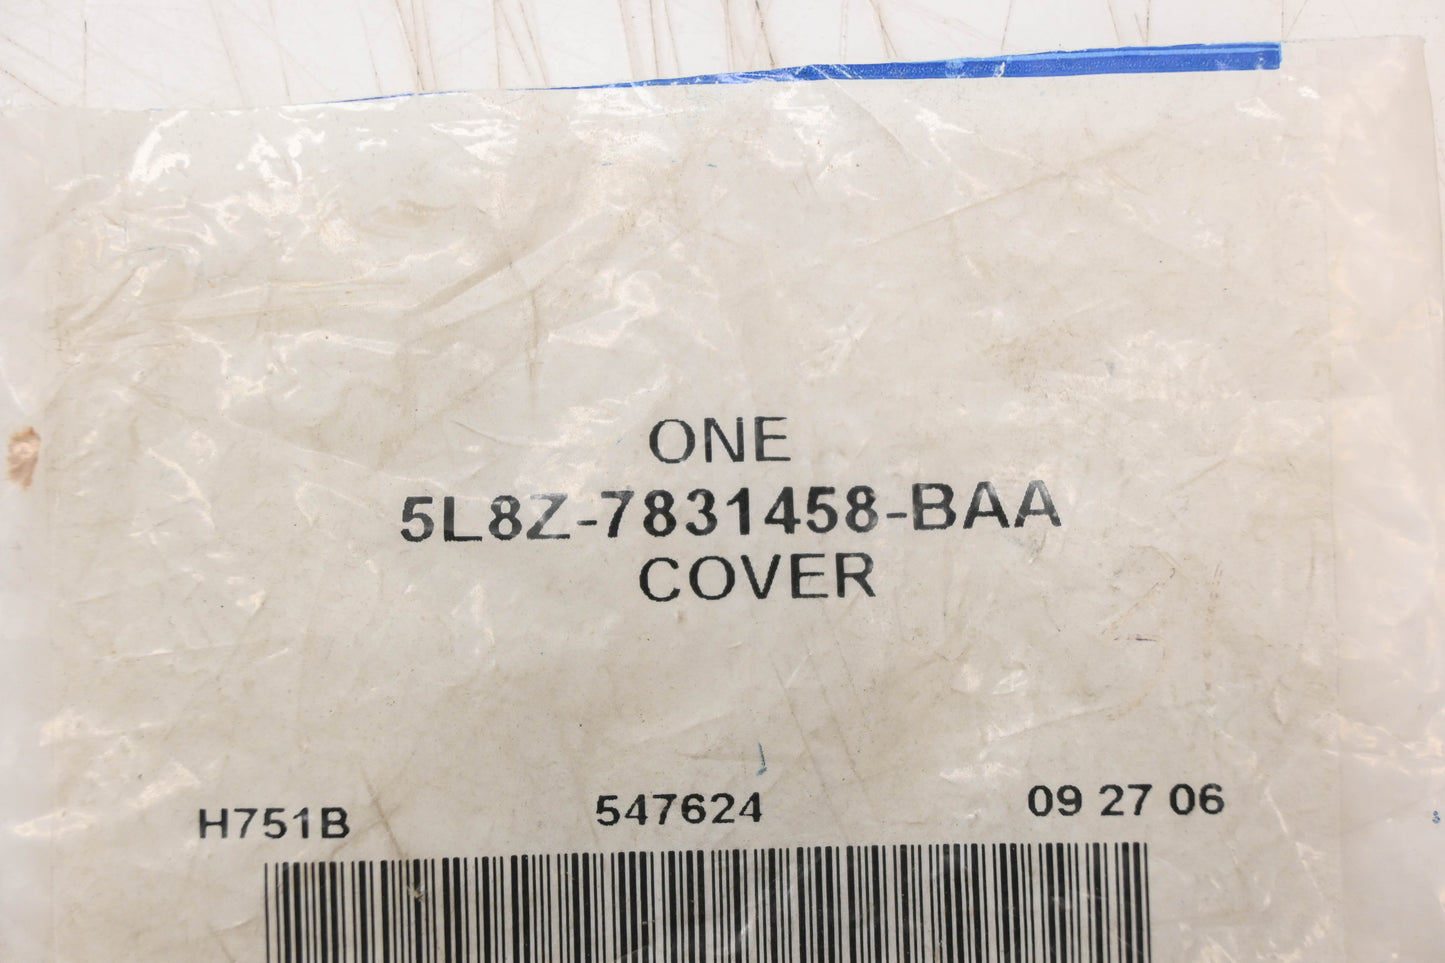 ONE
5L8Z-7831458-BAA
COVER
H751B 547624 09 27 06